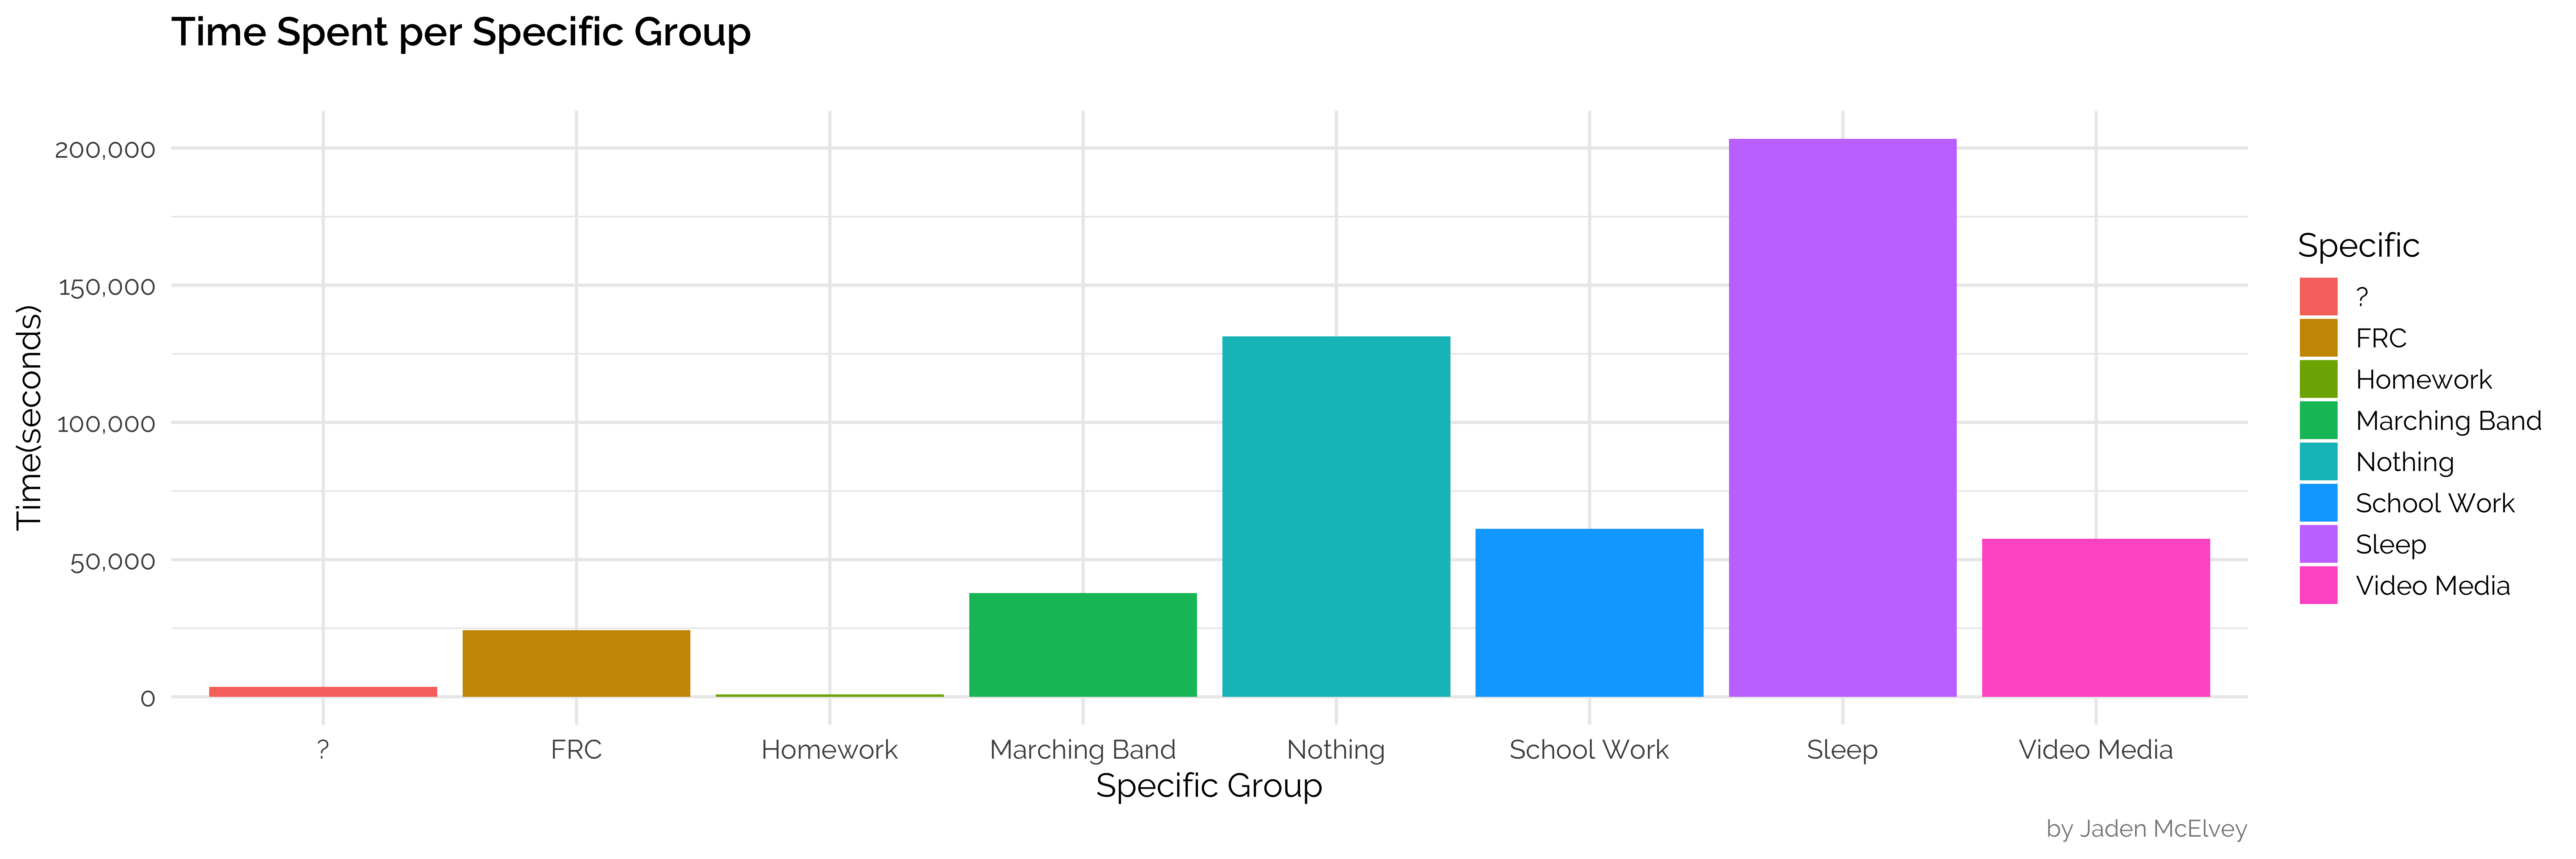 Time Spent per Specific Group
200,000
150,000
100,000
50,000
0
Time(seconds)
? FRC Homework Marching Band Nothing School Work Sleep Video Media
Specific Group
Specific
?
FRC
Homework
Marching Band
Nothing
School Work
Sleep
Video Media
by Jaden McElvey